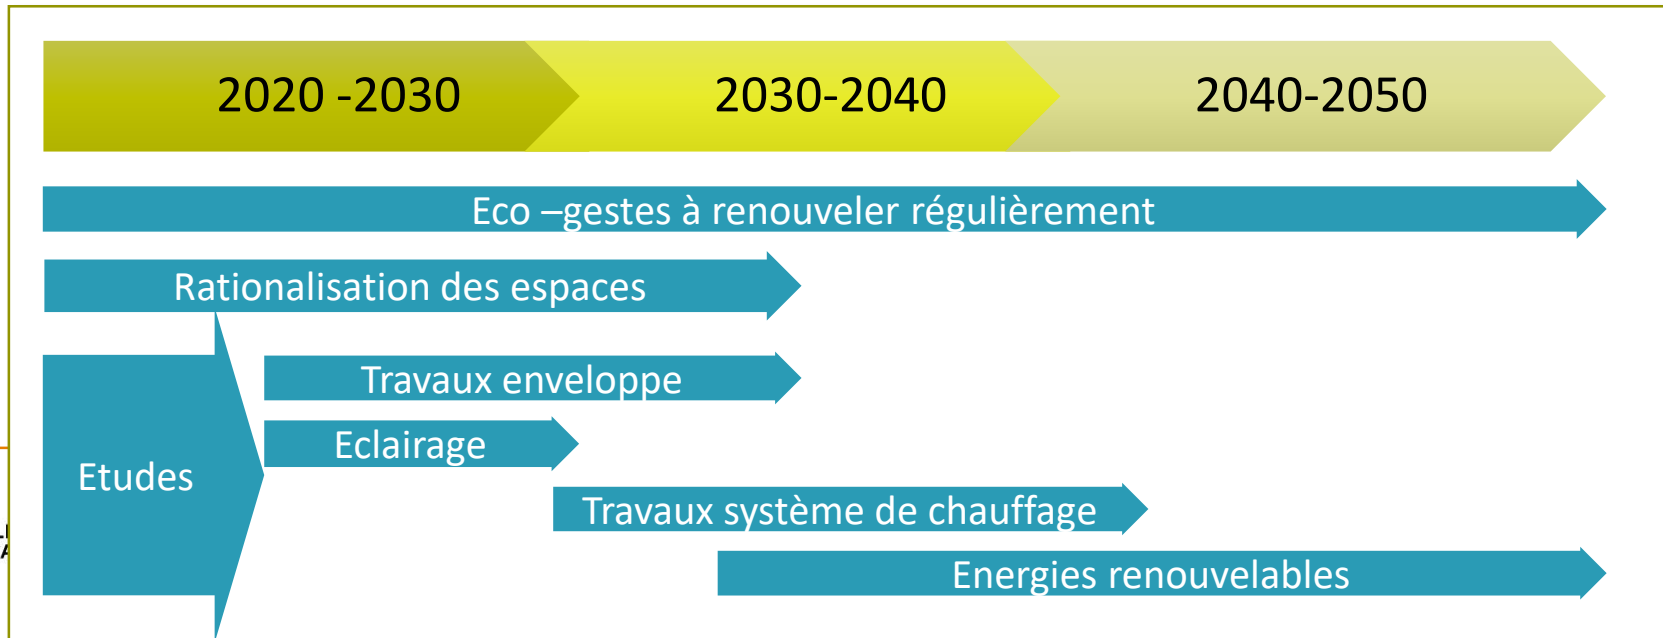 2020 -2030
2030-2040
2040-2050
Eco –gestes à renouveler régulièrement
Rationalisation des espaces
Travaux enveloppe
Eclairage
Etudes
Travaux système de chauffage
Energies renouvelables